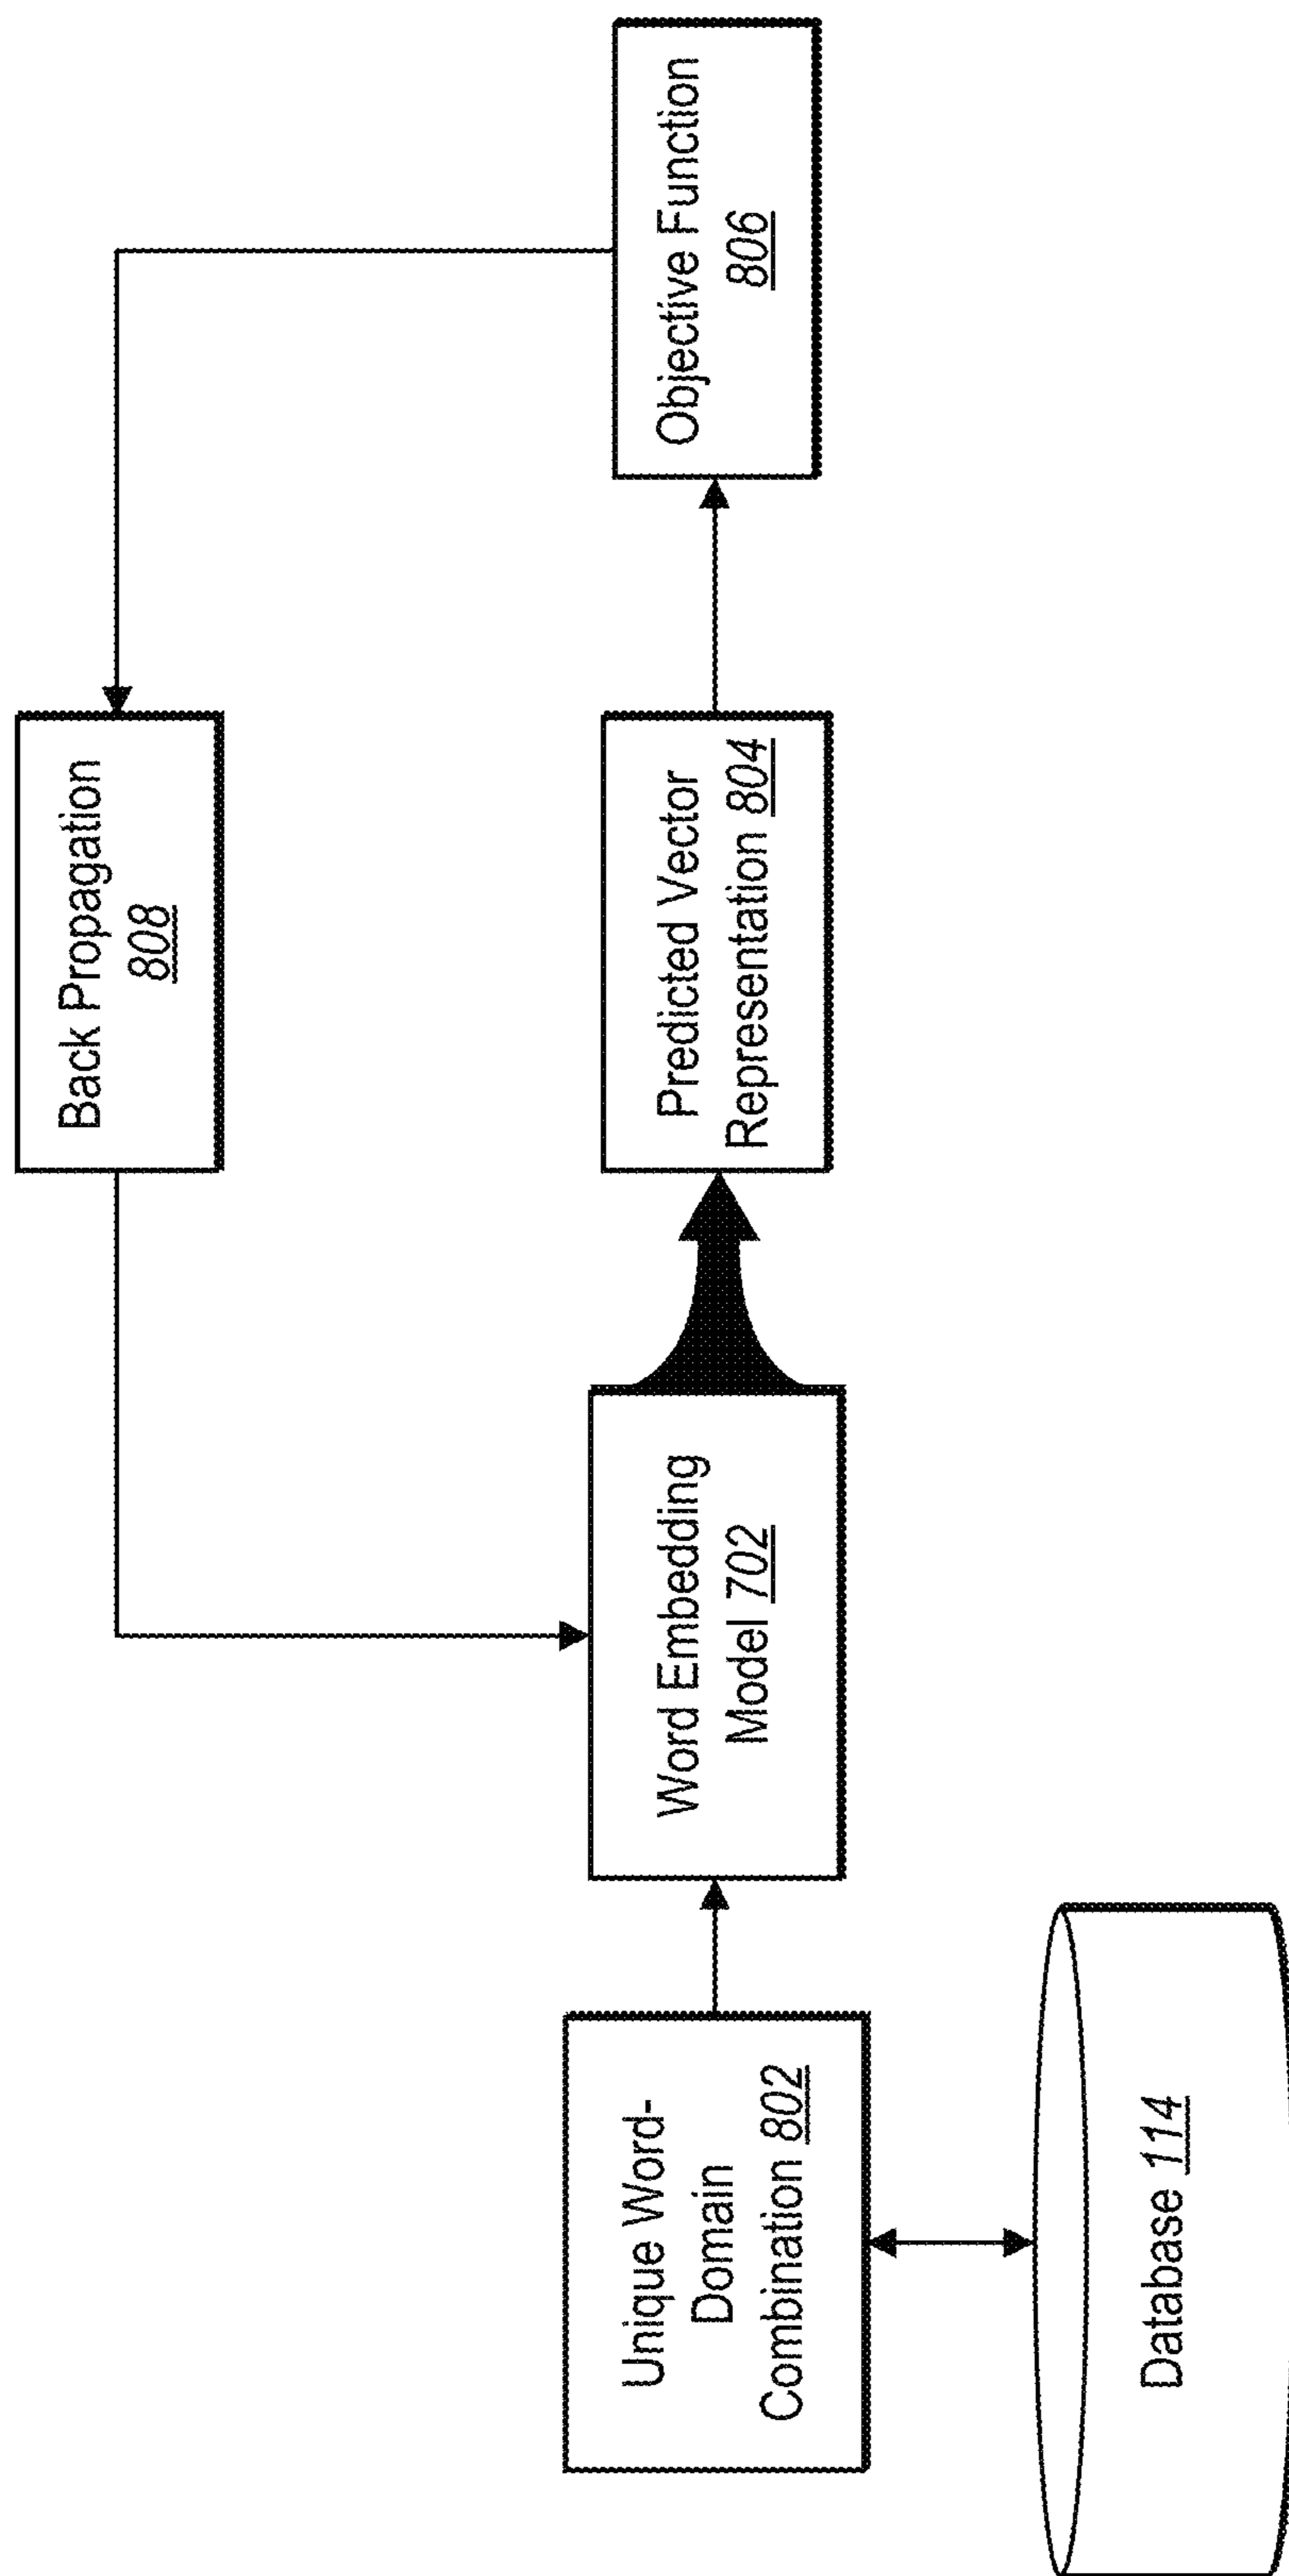 Back Propagation
808
Unique Word-
Domain
Combination 802
Word Embedding
Model 702
Predicted Vector
Representation 804
Objective Function
806
Database 114